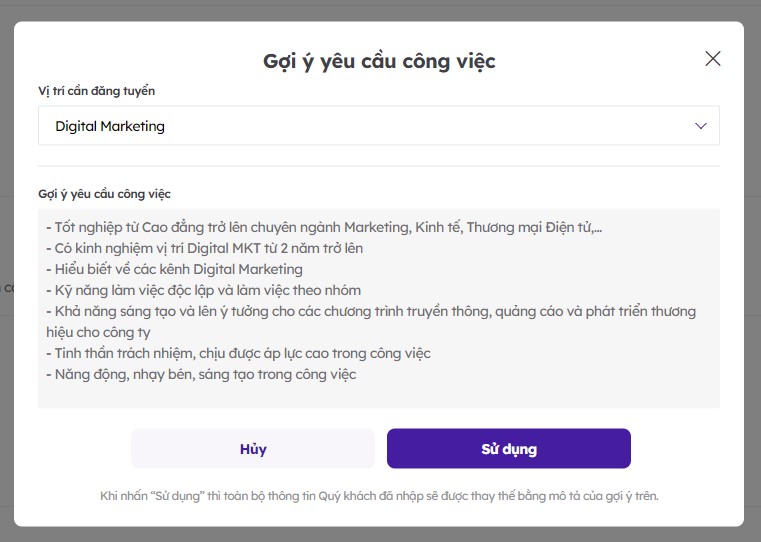 Gợi ý yêu cầu công việc
Vị trí cần đăng tuyển
Digital Marketing
Gợi ý yêu cầu công việc
- Tốt nghiệp từ Cao đẳng trở lên chuyên ngành Marketing, Kinh tế, Thương mại Điện tử,...
- Có kinh nghiệm vị trí Digital MKT từ 2 năm trở lên
- Hiểu biết về các kênh Digital Marketing
- Kỹ năng làm việc độc lập và làm việc theo nhóm
- Khả năng sáng tạo và lên ý tưởng cho các chương trình truyền thông, quảng cáo và phát triển thương
hiệu cho công ty
- Tinh thần trách nhiệm, chịu được áp lực cao trong công việc
- Năng động, nhạy bén, sáng tạo trong công việc
Hủy
Sử dụng
Khi nhấn “Sử dụng” thì toàn bộ thông tin Quý khách đã nhập sẽ được thay thế bằng mô tả của gợi ý trên.